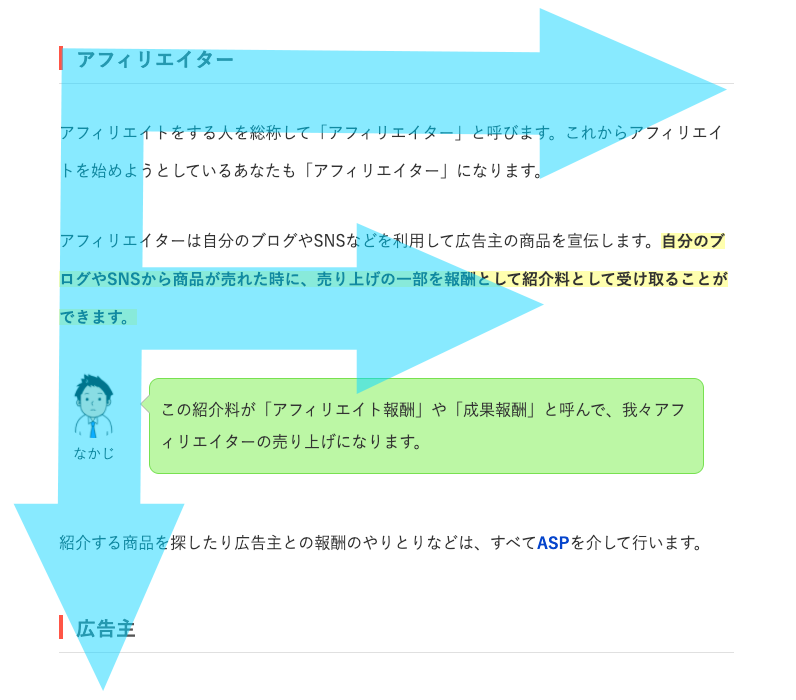 アフィリエイター
アフィリエイトをする人を総称して「アフィリエイター」と呼びます。これからアフィリエイ
トを始めようとしているあなたも「アフィリエイター」になります。
アフィリエイターは自分のブログやSNSなどを利用して広告主の商品を宣伝します。自分のブ
ログやSNSから商品が売れた時に、売り上げの一部を報酬として紹介料として受け取ることが
できます。
この紹介料が「アフィリエイト報酬」や「成果報酬」と呼んで、我々アフ
ィリエイターの売り上げになります。
なかじ
紹介する商品を探したり広告主との報酬のやりとりなどは、すべてASPを介して行います。
広告主